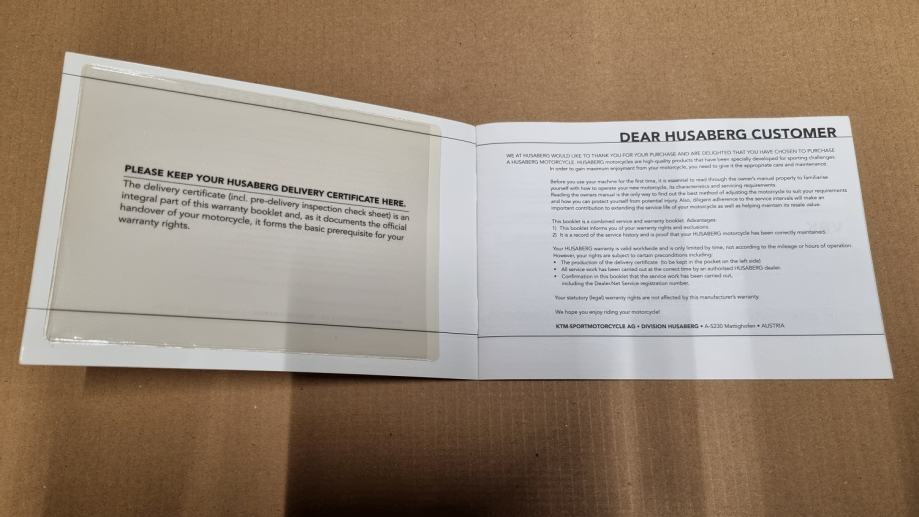 PLEASE KEEP YOUR HUSABERG DELIVERY CERTIFICATE HERE.
The delivery certificate (incl. pre-delivery inspection check sheet) is an
integral part of this warranty booklet and, as it documents the official
handover of your motorcycle, it forms the basic prerequisite for your
warranty rights.
DEAR HUSABERG CUSTOMER
WE AT HUSABERG WOULD LIKE TO THANK YOU FOR YOUR PURCHASE AND ARE DELIGHTED THAT YOU HAVE CHOSEN TO PURCHASE
A HUSABERG MOTORCYCLE. HUSABERG motorcycles are high-quality products that have been specially developed for sporting challenges.
In order to gain maximum enjoyment from your motorcycle, you need to give it the appropriate care and maintenance.
Before you use your machine for the first time, it is essential to read through the owner's manual properly to familiarise
yourself with how to operate your new motorcycle, its characteristics and servicing requirements.
Reading the owners manual is the only way to find out the best method of adjusting the motorcycle to suit your requirements
and how you can protect yourself from potential injury. Also, diligent adherence to the service intervals will make an
important contribution to extending the service life of your motorcycle as well as helping maintain its resale value.
This booklet is a combined service and warranty booklet. Advantages:
1) This booklet informs you of your warranty rights and exclusions.
2) It is a record of the service history and is proof that your HUSABERG motorcycle has been correctly maintained.
Your HUSABERG warranty is valid worldwide and is only limited by time, not according to the mileage or hours of operation.
However, your rights are subject to certain preconditions including:
• The production of the delivery certificate (to be kept in the pocket on the left side)
• All service work has been carried out at the correct time by an authorised HUSABERG dealer.
• Confirmation in this booklet that the service work has been carried out,
including the Dealer.Net Service registration number.
Your statutory (legal) warranty rights are not affected by this manufacturer's warranty.
We hope you enjoy riding your motorcycle!
KTM-SPORTMOTORCYCLE AG • DIVISION HUSABERG • A-5230 Mattighofen • AUSTRIA